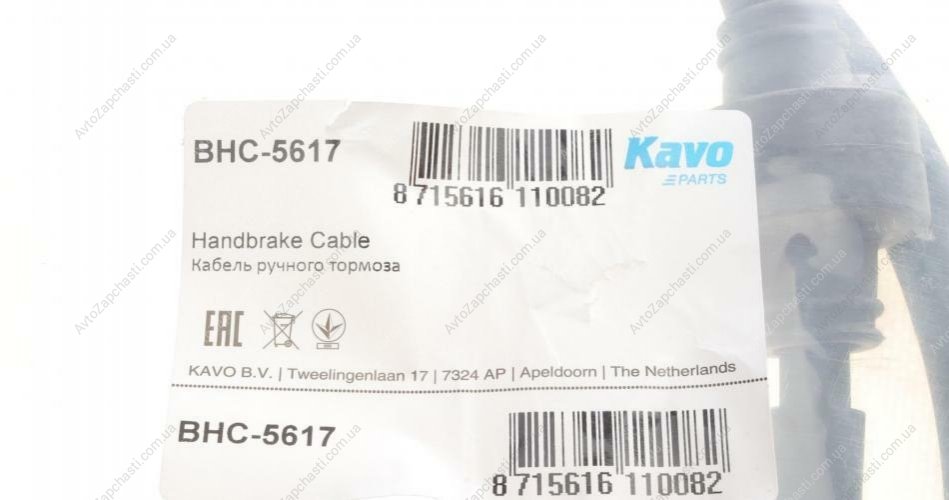 BHC-5617
8 715616 110082
Kavo
PARTS
Handbrake Cable
Кабель ручного тормоза
EAC
KAVO B.V. | Tweelingenlaan 17 | 7324 AP | Apeldoorn | The Netherlands
BHC-5617
8 715616 110082
AvtoZapchasti.com.ua